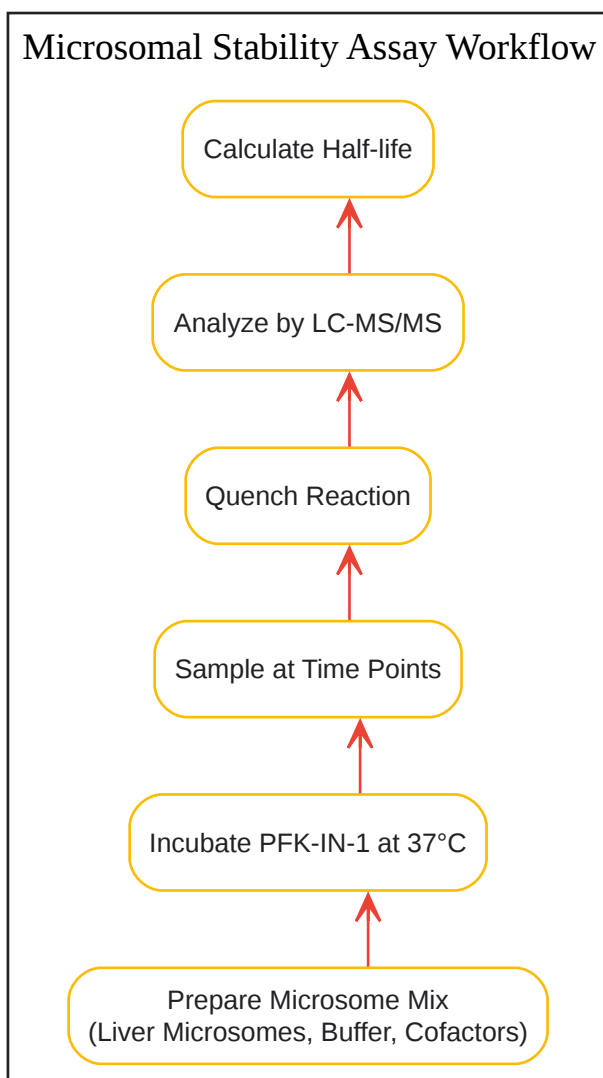 Microsomal Stability Assay Workflow
Calculate Half-life
Analyze by LC-MS/MS
Quench Reaction
Sample at Time Points
Incubate PFK-IN-1 at 37°C
Prepare Microsome Mix
(Liver Microsomes, Buffer, Cofactors)